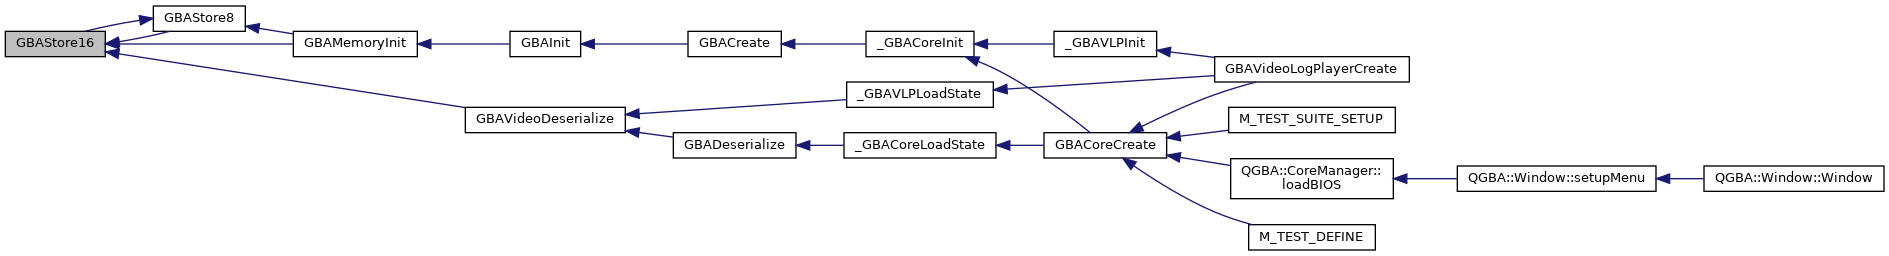 GBAStore16
GBAStore8
GBAMemoryInit
GBAInit
GBACreate
_GBACoreInit
_GBAVLPInit
GBAVideoLogPlayerCreate
_GBAVLPLoadState
GBAVideoDeserialize
GBADeserialize
_GBACoreLoadState
GBACoreCreate
M_TEST_SUITE_SETUP
QGBA::CoreManager::
loadBIOS
QGBA::Window::setupMenu
QGBA::Window::Window
M_TEST_DEFINE